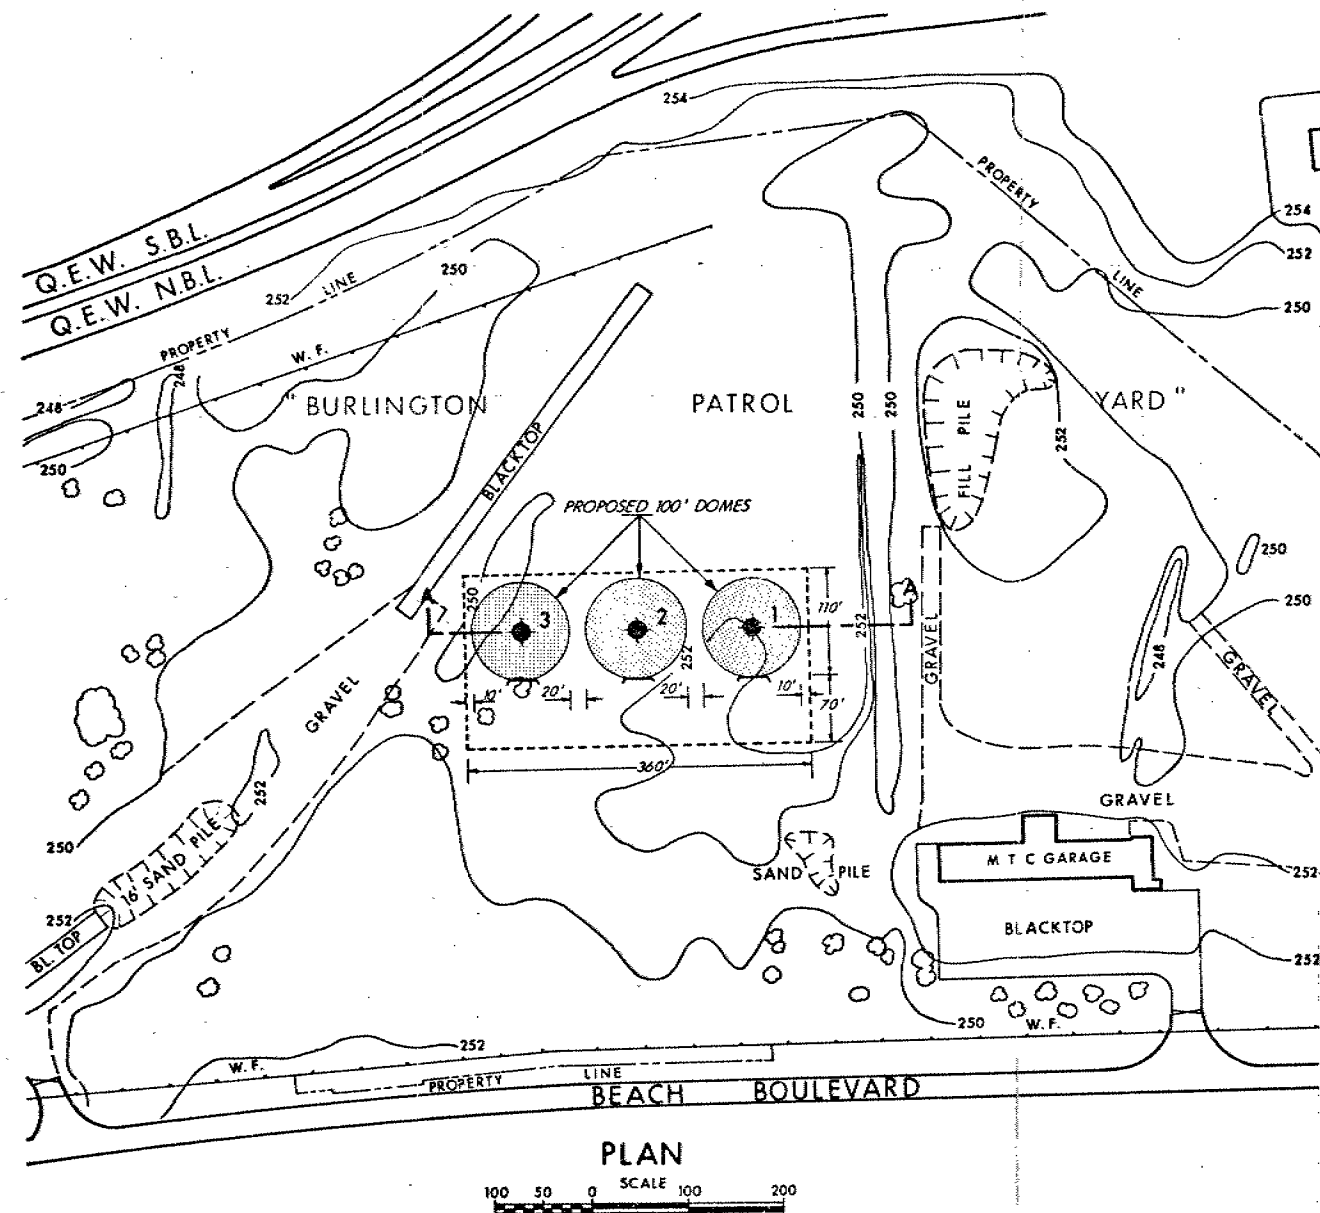 254
PROPERTY
LINE
254
252
250
Q.E.W. S.B.L.
Q.E.W. N.B.L.
250
252
LINE
PROPERTY
W. F.
248
248
250
"BURLINGTON PATROL YARD"
250
250
FILL PILE
252
BLACKTOP
PROPOSED 100' DOMES
250
250
250
3
2
1
A
A
110'
252
252
GRAVEL
248
GRAVEL
GRAVEL
10'
20'
20'
10'
70'
360'
252
GRAVEL
250
16' SAND PILE
M T C GARAGE
SAND PILE
252
252
BL. TOP
BLACKTOP
252
250
W. F.
252
W. F.
LINE
PROPERTY
BEACH BOULEVARD
PLAN
SCALE
100 50 0 100 200